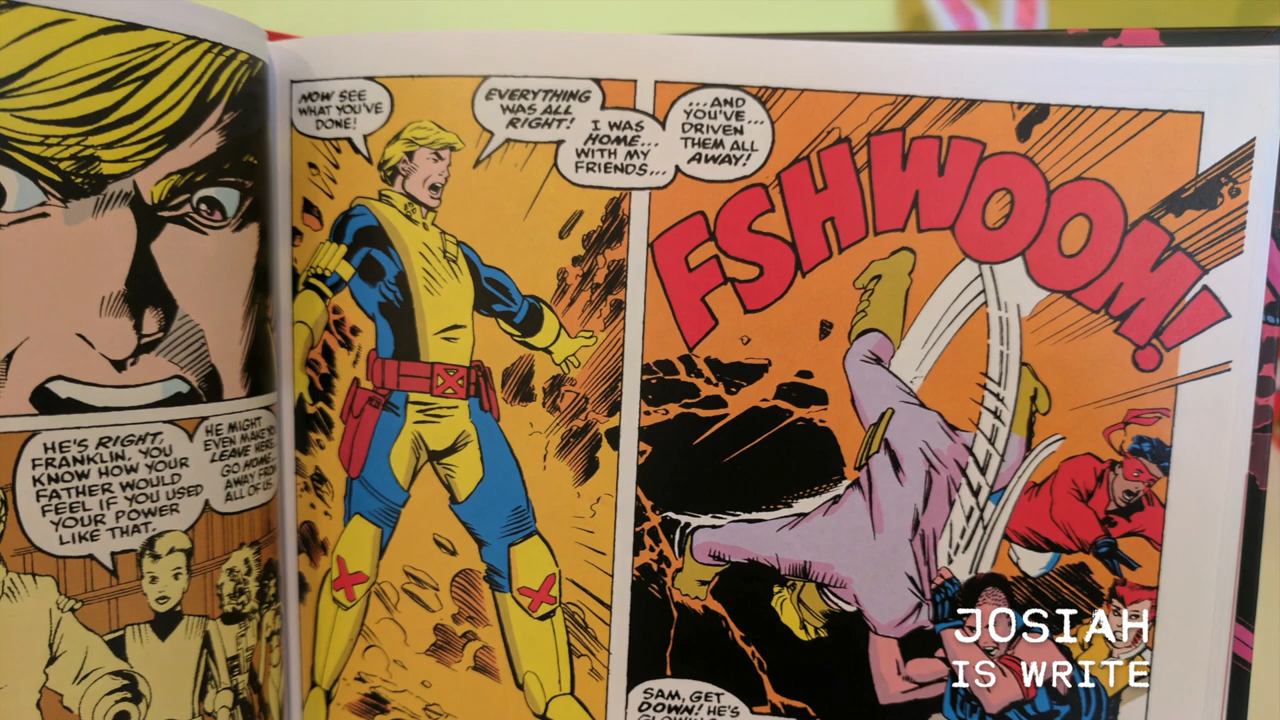 HE'S RIGHT,
FRANKLIN, YOU
KNOW HOW YOUR
FATHER WOULD
FEEL IF YOU USED
YOUR POWER
LIKE THAT.
HE MIGHT
EVEN MAKE YOU
LEAVE HERE.
GO HOME...
AWAY FROM
ALL OF US.
NOW SEE
WHAT YOU'VE
DONE!
EVERYTHING
WAS ALL
RIGHT!
I WAS
HOME...
WITH MY
FRIENDS...
...AND
YOU'VE...
DRIVEN
THEM ALL
AWAY!
FSHWOOM!
SAM, GET
DOWN! HE'S
JOSIAH
IS WRITE